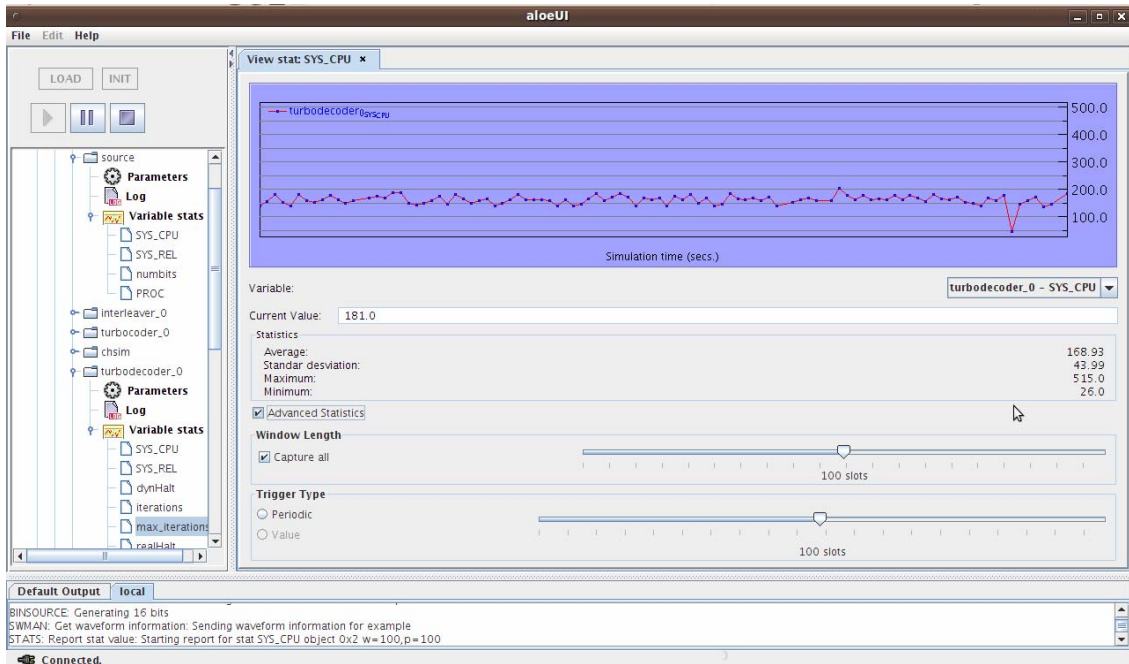 aloeUI
File Edit Help
LOAD INIT
source
Parameters
Log
Variable stats
SYS_CPU
SYS_REL
numbits
PROC
interleaver_0
turbocoder_0
chsim
turbodecoder_0
Parameters
Log
Variable stats
SYS_CPU
SYS_REL
dynHalt
iterations
max_iterations
realHalt
View stat: SYS_CPU
turbodecoder0SYSCPU
500.0
400.0
300.0
200.0
100.0
Simulation time (secs.)
Variable: turbodecoder_0 - SYS_CPU
Current Value: 181.0
Statistics
Average: 168.93
Standar desviation: 43.99
Maximum: 515.0
Minimum: 26.0
Advanced Statistics
Window Length
Capture all
100 slots
Trigger Type
Periodic
Value
100 slots
Default Output local
BINSOURCE: Generating 16 bits
SWMAN: Get waveform information: Sending waveform information for example
STATS: Report stat value: Starting report for stat SYS_CPU object 0x2 w=100,p=100
Connected.